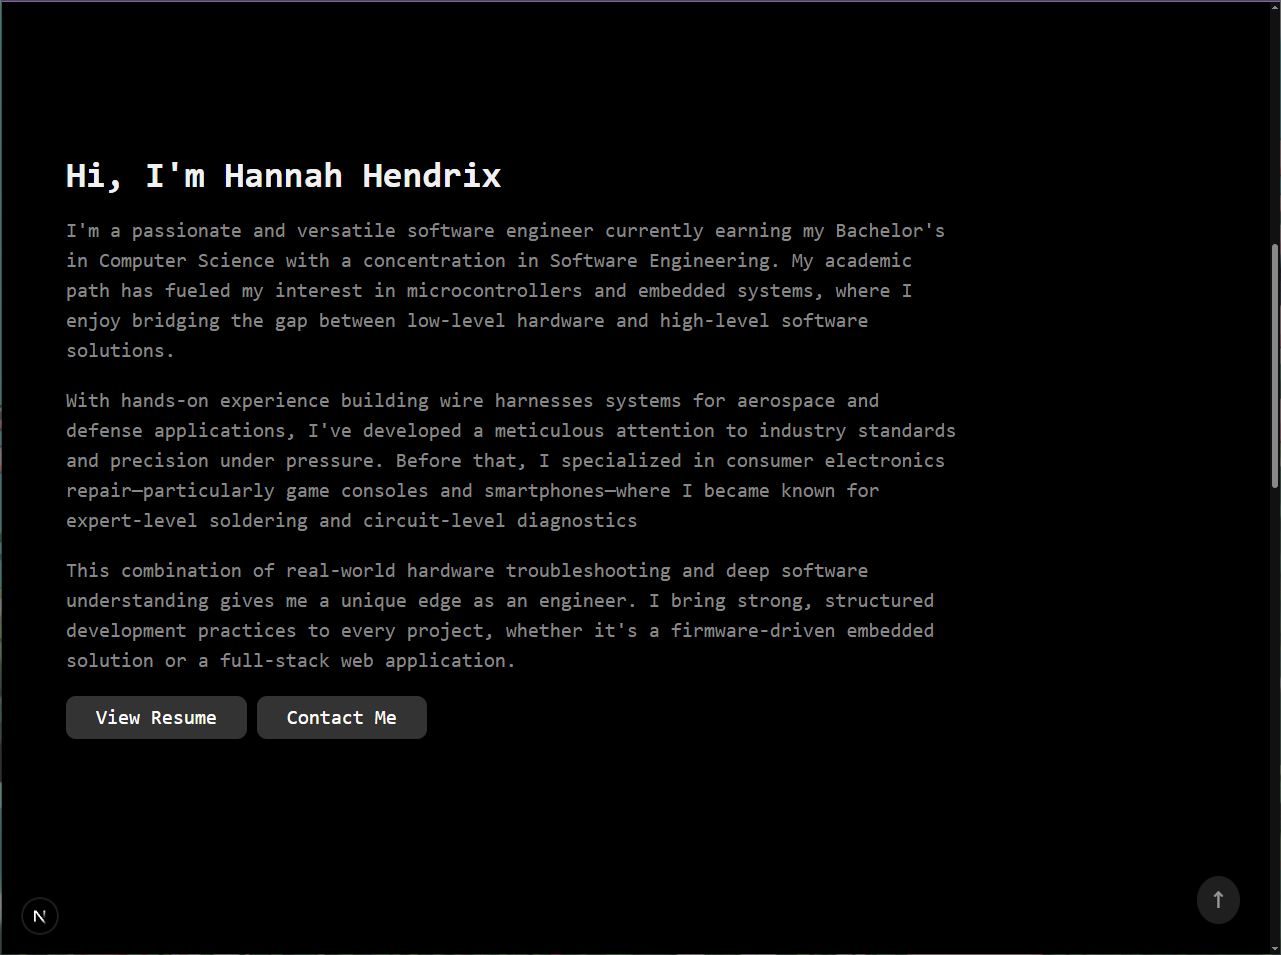 Hi, I'm Hannah Hendrix
I'm a passionate and versatile software engineer currently earning my Bachelor's
in Computer Science with a concentration in Software Engineering. My academic
path has fueled my interest in microcontrollers and embedded systems, where I
enjoy bridging the gap between low-level hardware and high-level software
solutions.
With hands-on experience building wire harnesses systems for aerospace and
defense applications, I've developed a meticulous attention to industry standards
and precision under pressure. Before that, I specialized in consumer electronics
repair—particularly game consoles and smartphones—where I became known for
expert-level soldering and circuit-level diagnostics
This combination of real-world hardware troubleshooting and deep software
understanding gives me a unique edge as an engineer. I bring strong, structured
development practices to every project, whether it's a firmware-driven embedded
solution or a full-stack web application.
View Resume
Contact Me
N
↑